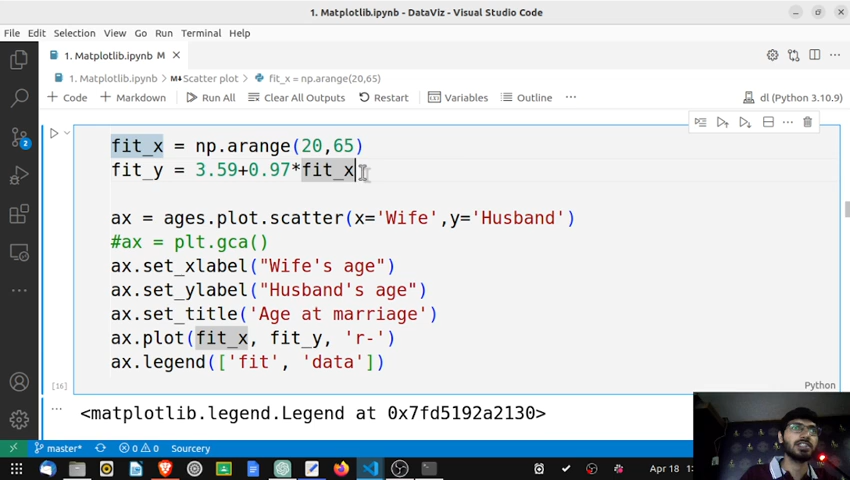 1. Matplotlib.ipynb - DataViz - Visual Studio Code
File Edit Selection View Go Run Terminal Help
1. Matplotlib.ipynb M
1. Matplotlib.ipynb > M↓Scatter plot > fit_x = np.arange(20,65)
+ Code + Markdown Run All Clear All Outputs Restart Variables Outline ... dl (Python 3.10.9)
fit_x = np.arange(20,65)
fit_y = 3.59+0.97*fit_x
ax = ages.plot.scatter(x='Wife',y='Husband')
#ax = plt.gca()
ax.set_xlabel("Wife's age")
ax.set_ylabel("Husband's age")
ax.set_title('Age at marriage')
ax.plot(fit_x, fit_y, 'r-')
ax.legend(['fit', 'data'])
[16] Python
<matplotlib.legend.Legend at 0x7fd5192a2130>
master* 0 0 Sourcery
Apr 18